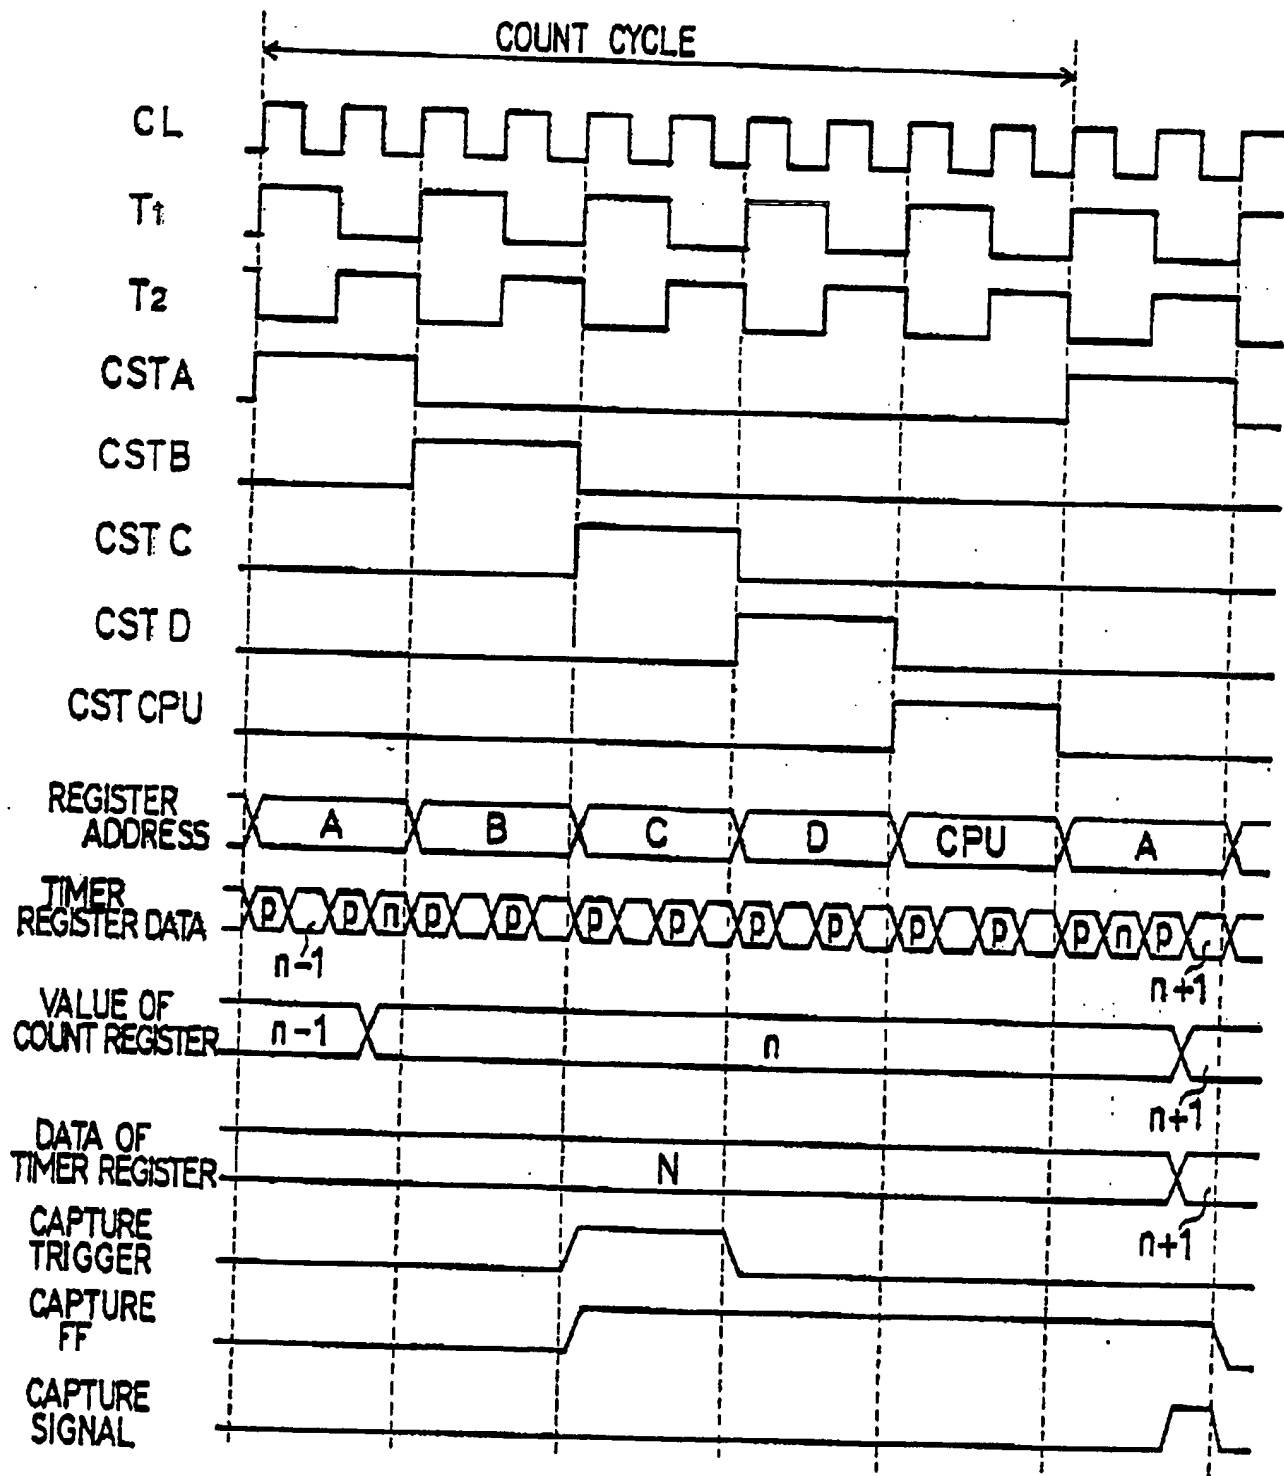 COUNT CYCLE
CL
T1
T2
CSTA
CSTB
CST C
CST D
CST CPU
REGISTER
ADDRESS
A B C D CPU A
TIMER
REGISTER DATA
p p n p p p p p p p p p n p
n-1
n+1
VALUE OF
COUNT REGISTER
n-1 n
n+1
DATA OF
TIMER REGISTER
N
n+1
CAPTURE
TRIGGER
CAPTURE
FF
CAPTURE
SIGNAL